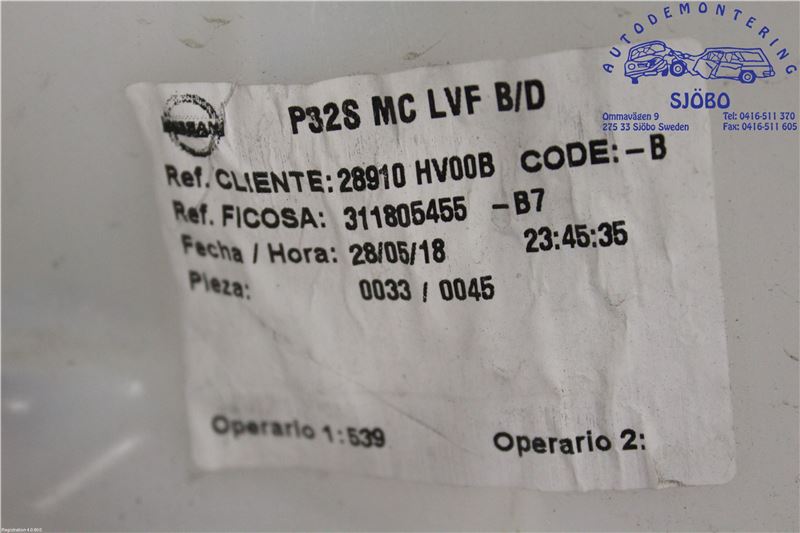 AUTODEMONTERING
SJÖBO
Ommavägen 9 Tel: 0416-511 370
275 33 Sjöbo Sweden Fax: 0416-511 605
NISSAN
P32S MC LVF B/D
Ref. CLIENTE: 28910 HV00B CODE: -B
Ref. FICOSA: 311805455 -B7
Fecha / Hora: 28/05/18 23:45:35
Pieza: 0033 / 0045
Operario 1: 539 Operario 2: